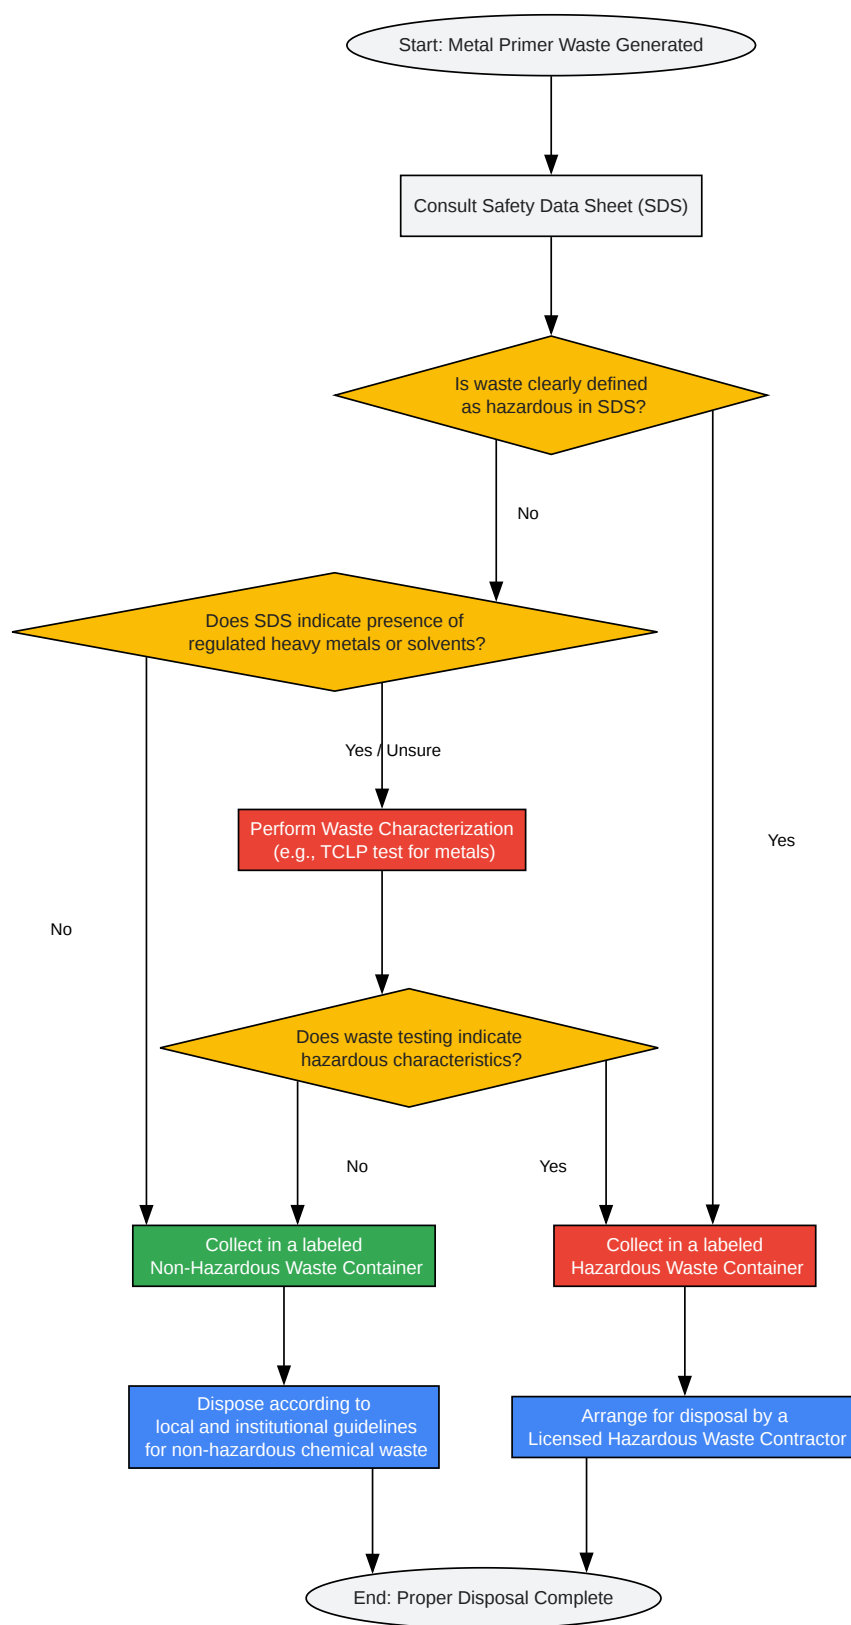 Start: Metal Primer Waste Generated
Consult Safety Data Sheet (SDS)
Is waste clearly defined
as hazardous in SDS?
No
Does SDS indicate presence of
regulated heavy metals or solvents?
Yes / Unsure
Perform Waste Characterization
(e.g., TCLP test for metals)
Yes
No
Does waste testing indicate
hazardous characteristics?
No
Yes
Collect in a labeled
Non-Hazardous Waste Container
Collect in a labeled
Hazardous Waste Container
Dispose according to
local and institutional guidelines
for non-hazardous chemical waste
Arrange for disposal by a
Licensed Hazardous Waste Contractor
End: Proper Disposal Complete